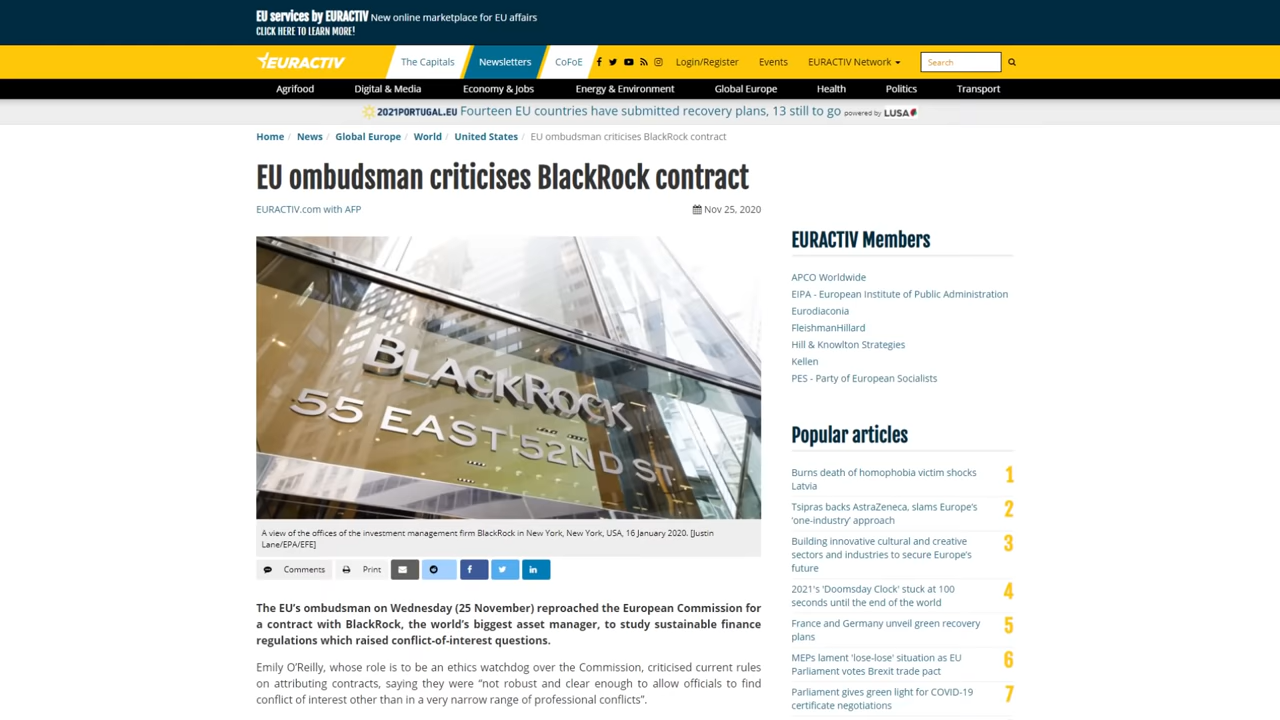 EU services by EURACTIV New online marketplace for EU affairs
CLICK HERE TO LEARN MORE!
EURACTIV
The Capitals
Newsletters
CoFoE
Login/Register
Events
EURACTIV Network
Search
Agrifood
Digital & Media
Economy & Jobs
Energy & Environment
Global Europe
Health
Politics
Transport
2021PORTUGAL.EU Fourteen EU countries have submitted recovery plans, 13 still to go powered by LUSA
Home / News / Global Europe / World / United States / EU ombudsman criticises BlackRock contract
EU ombudsman criticises BlackRock contract
EURACTIV.com with AFP
Nov 25, 2020
BLACKROCK
55 EAST 52ND ST
A view of the offices of the investment management firm BlackRock in New York, New York, USA, 16 January 2020. [Justin
Lane/EPA/EFE]
Comments
Print
The EU's ombudsman on Wednesday (25 November) reproached the European Commission for
a contract with BlackRock, the world's biggest asset manager, to study sustainable finance
regulations which raised conflict-of-interest questions.
Emily O'Reilly, whose role is to be an ethics watchdog over the Commission, criticised current rules
on attributing contracts, saying they were "not robust and clear enough to allow officials to find
conflict of interest other than in a very narrow range of professional conflicts".
EURACTIV Members
APCO Worldwide
EIPA - European Institute of Public Administration
Eurodiaconia
FleishmanHillard
Hill & Knowlton Strategies
Kellen
PES - Party of European Socialists
Popular articles
Burns death of homophobia victim shocks
Latvia
1
Tsipras backs AstraZeneca, slams Europe's
'one-industry' approach
2
Building innovative cultural and creative
sectors and industries to secure Europe's
future
3
2021's 'Doomsday Clock' stuck at 100
seconds until the end of the world
4
France and Germany unveil green recovery
plans
5
MEPs lament 'lose-lose' situation as EU
Parliament votes Brexit trade pact
6
Parliament gives green light for COVID-19
certificate negotiations
7